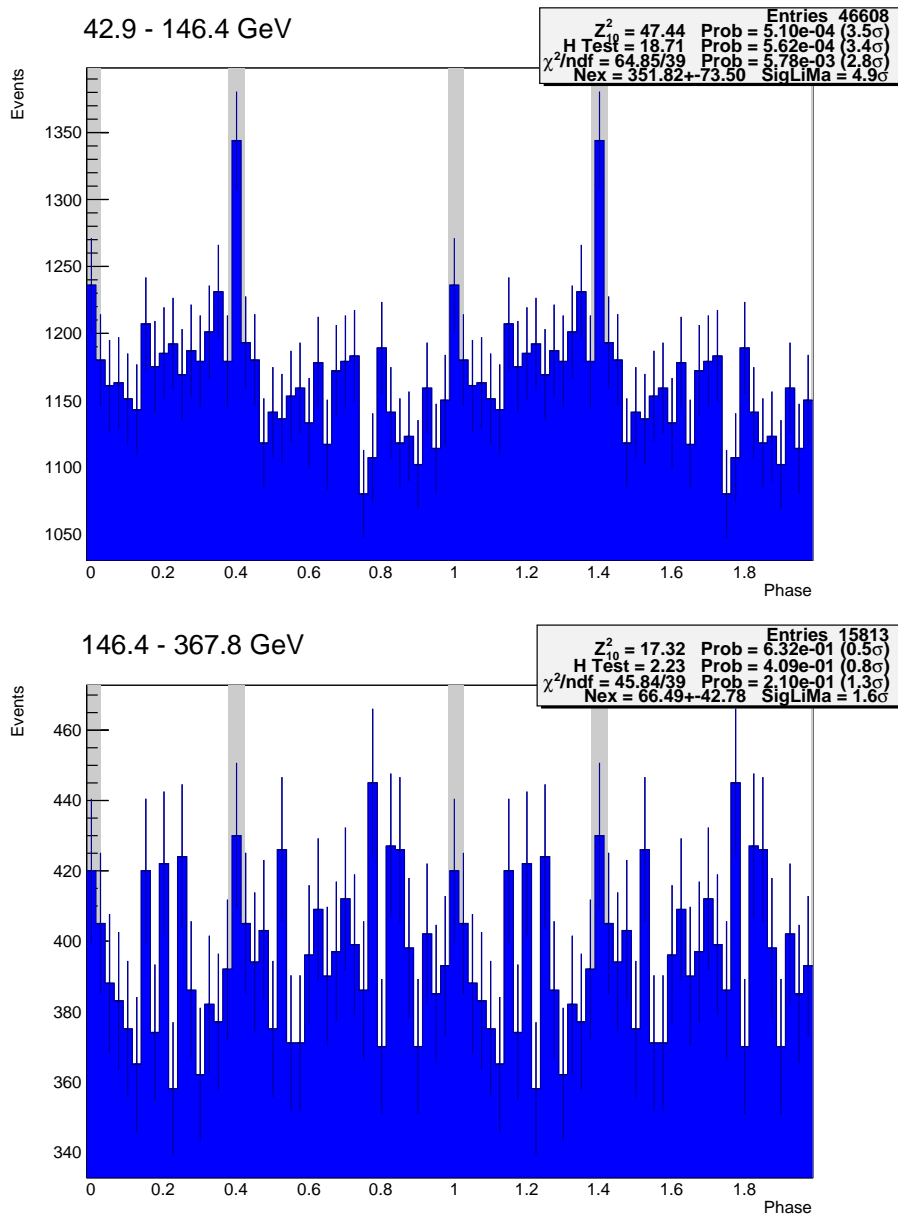 42.9 - 146.4 GeV
Entries 46608
Z²₁₀ = 47.44 Prob = 5.10e-04 (3.5σ)
H Test = 18.71 Prob = 5.62e-04 (3.4σ)
χ²/ndf = 64.85/39 Prob = 5.78e-03 (2.8σ)
Nex = 351.82+-73.50 SigLiMa = 4.9σ
Events
1350
1300
1250
1200
1150
1100
1050
0 0.2 0.4 0.6 0.8 1 1.2 1.4 1.6 1.8
Phase
146.4 - 367.8 GeV
Entries 15813
Z²₁₀ = 17.32 Prob = 6.32e-01 (0.5σ)
H Test = 2.23 Prob = 4.09e-01 (0.8σ)
χ²/ndf = 45.84/39 Prob = 2.10e-01 (1.3σ)
Nex = 66.49+-42.78 SigLiMa = 1.6σ
Events
460
440
420
400
380
360
340
0 0.2 0.4 0.6 0.8 1 1.2 1.4 1.6 1.8
Phase